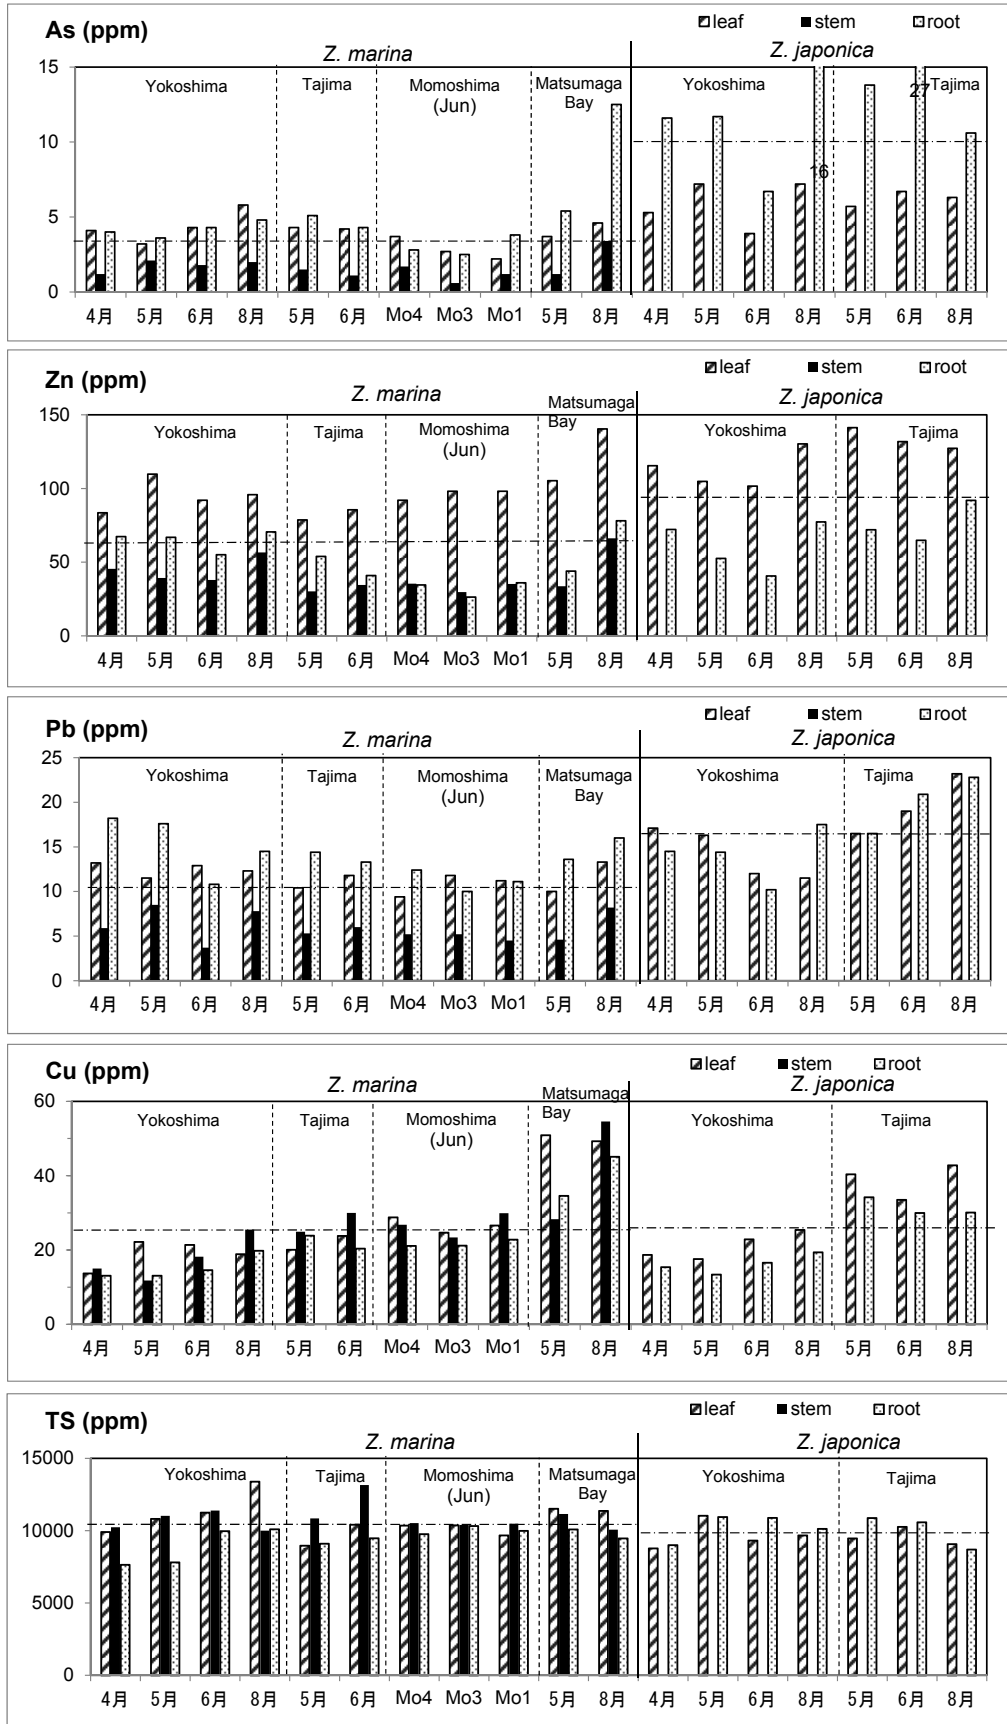 As (ppm)
leaf stem root
Z. marina Z. japonica
15
10
5
0
Yokoshima Tajima Momoshima (Jun) Matsumaga Bay Yokoshima Tajima
16
27
4月 5月 6月 8月 5月 6月 Mo4 Mo3 Mo1 5月 8月 4月 5月 6月 8月 5月 6月 8月
Zn (ppm)
leaf stem root
Z. marina Z. japonica
150
100
50
0
Yokoshima Tajima Momoshima (Jun) Matsumaga Bay Yokoshima Tajima
4月 5月 6月 8月 5月 6月 Mo4 Mo3 Mo1 5月 8月 4月 5月 6月 8月 5月 6月 8月
Pb (ppm)
leaf stem root
Z. marina Z. japonica
25
20
15
10
5
0
Yokoshima Tajima Momoshima (Jun) Matsumaga Bay Yokoshima Tajima
4月 5月 6月 8月 5月 6月 Mo4 Mo3 Mo1 5月 8月 4月 5月 6月 8月 5月 6月 8月
Cu (ppm)
leaf stem root
Z. marina Z. japonica
60
40
20
0
Yokoshima Tajima Momoshima (Jun) Matsumaga Bay Yokoshima Tajima
4月 5月 6月 8月 5月 6月 Mo4 Mo3 Mo1 5月 8月 4月 5月 6月 8月 5月 6月 8月
TS (ppm)
leaf stem root
Z. marina Z. japonica
15000
10000
5000
0
Yokoshima Tajima Momoshima (Jun) Matsumaga Bay Yokoshima Tajima
4月 5月 6月 8月 5月 6月 Mo4 Mo3 Mo1 5月 8月 4月 5月 6月 8月 5月 6月 8月